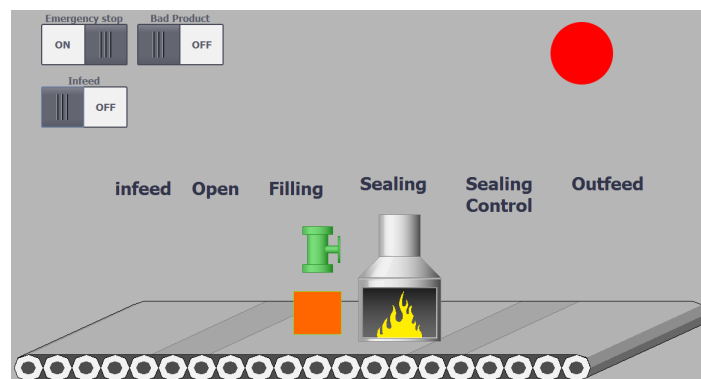 Emergency stop
Bad Product
ON
OFF
Infeed
OFF
infeed
Open
Filling
Sealing
Sealing
Control
Outfeed